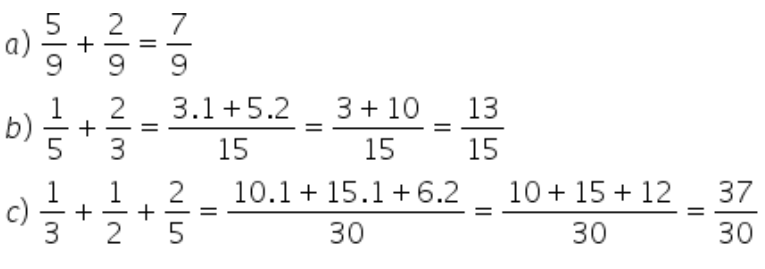 a) 5/9 + 2/9 = 7/9
b) 1/5 + 2/3 = (3.1+5.2)/15 = (3+10)/15 = 13/15
c) 1/3 + 1/2 + 2/5 = (10.1+15.1+6.2)/30 = (10+15+12)/30 = 37/30